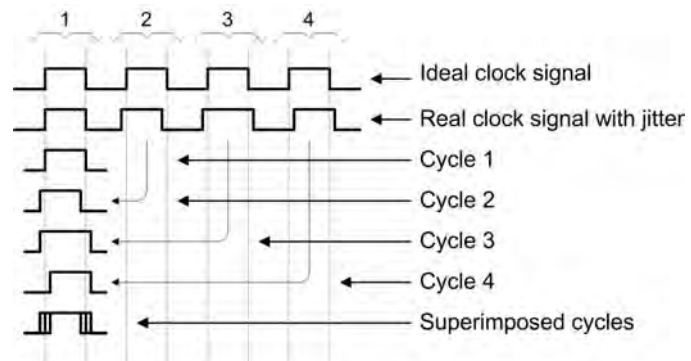 1 2 3 4
Ideal clock signal
Real clock signal with jitter
Cycle 1
Cycle 2
Cycle 3
Cycle 4
Superimposed cycles